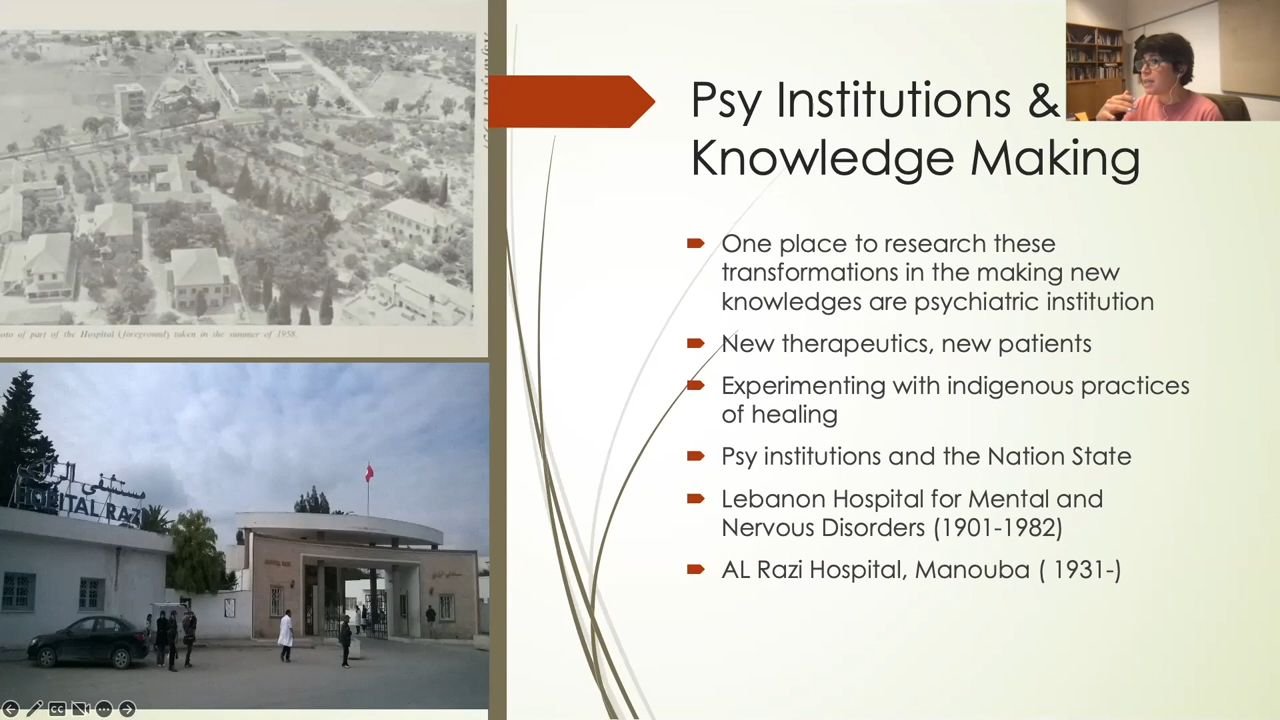 Psy Institutions &
Knowledge Making
One place to research these
transformations in the making new
knowledges are psychiatric institution
New therapeutics, new patients
Experimenting with indigenous practices
of healing
Psy institutions and the Nation State
Lebanon Hospital for Mental and
Nervous Disorders (1901-1982)
AL Razi Hospital, Manouba ( 1931-)
oto of part of the Hospital (foreground) taken in the summer of 1958.
HOPITAL RAZI
CC